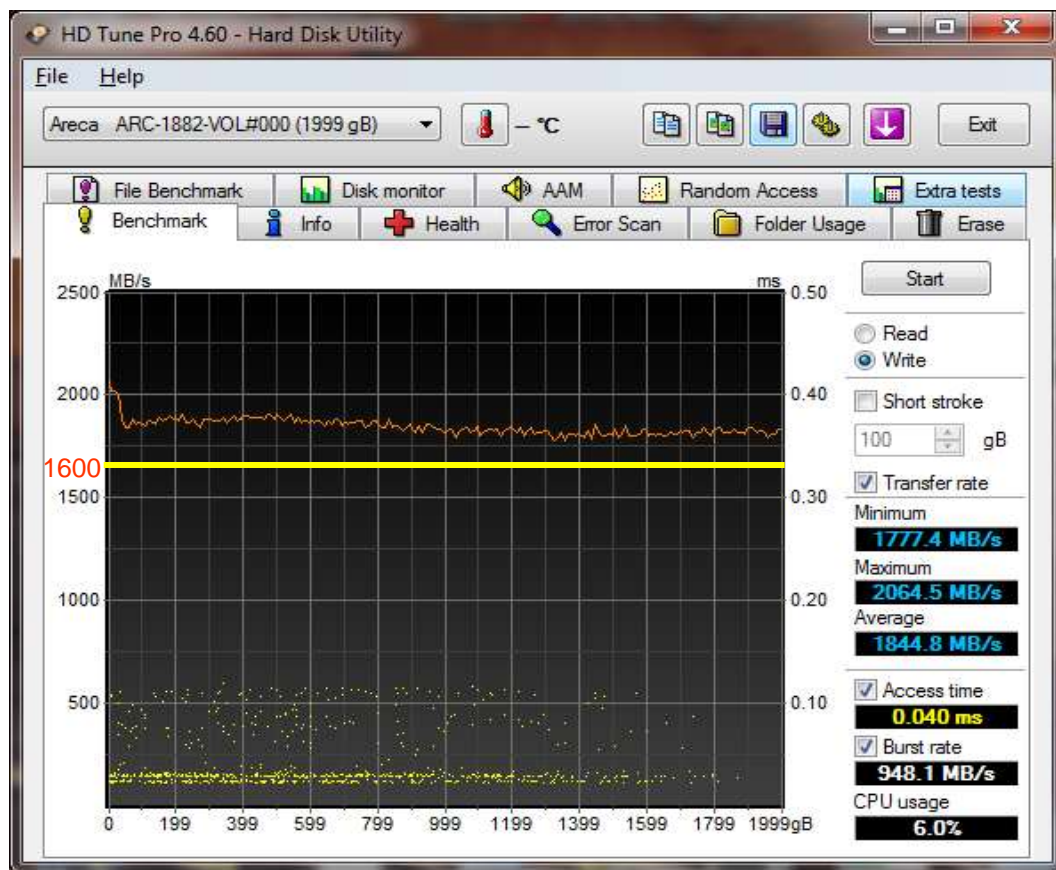 HD Tune Pro 4.60 - Hard Disk Utility
File Help
Areca ARC-1882-VOL#000 (1999 gB) – °C Exit
File Benchmark Disk monitor AAM Random Access Extra tests
Benchmark Info Health Error Scan Folder Usage Erase
MB/s ms Start
2500 0.50
Read
Write
2000 0.40 Short stroke
100 gB
1600
1500 0.30 Transfer rate
Minimum
1777.4 MB/s
Maximum
2064.5 MB/s
1000 0.20
Average
1844.8 MB/s
500 0.10 Access time
0.040 ms
Burst rate
948.1 MB/s
CPU usage
6.0%
0 199 399 599 799 999 1199 1399 1599 1799 1999gB